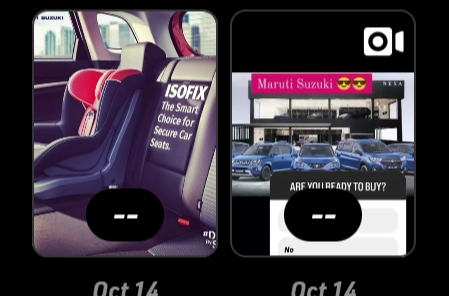 SUZUKI
ISOFIX
The Smart
Choice for
Secure Car
Seats.
--
Oct 14
Maruti Suzuki 😎😎
NEXA
ARE YOU READY TO BUY?
--
No
Oct 14